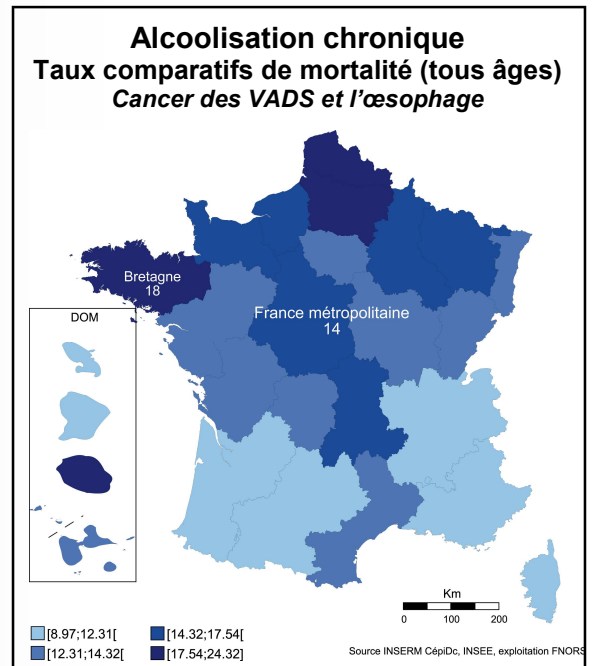 Alcoolisation chronique
Taux comparatifs de mortalité (tous âges)
Cancer des VADS et l'œsophage
Bretagne
18
France métropolitaine
14
DOM
Km
0 100 200
[8.97;12.31[
[14.32;17.54[
[12.31;14.32[
[17.54;24.32]
Source INSERM CépiDc, INSEE, exploitation FNORS